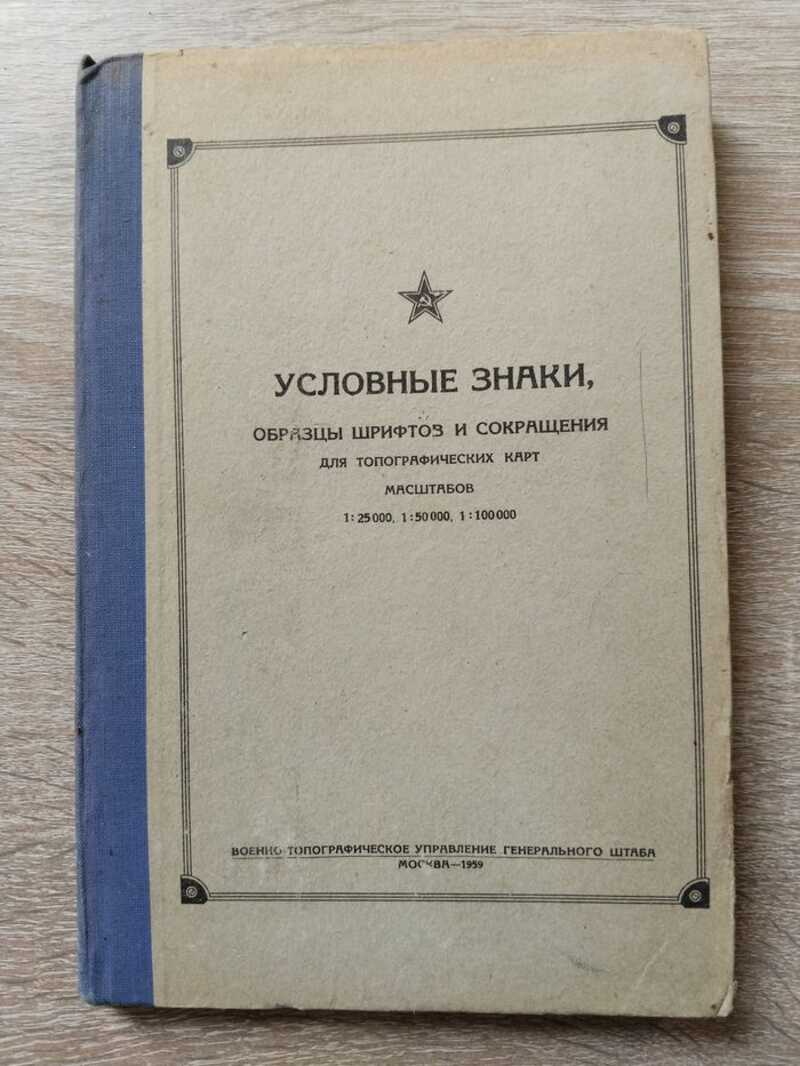 УСЛОВНЫЕ ЗНАКИ,
ОБРАЗЦЫ ШРИФТОВ И СОКРАЩЕНИЯ
ДЛЯ ТОПОГРАФИЧЕСКИХ КАРТ
МАСШТАБОВ
1:25000, 1:50000, 1:100000
ВОЕННО-ТОПОГРАФИЧЕСКОЕ УПРАВЛЕНИЕ ГЕНЕРАЛЬНОГО ШТАБА
МОСКВА—1959